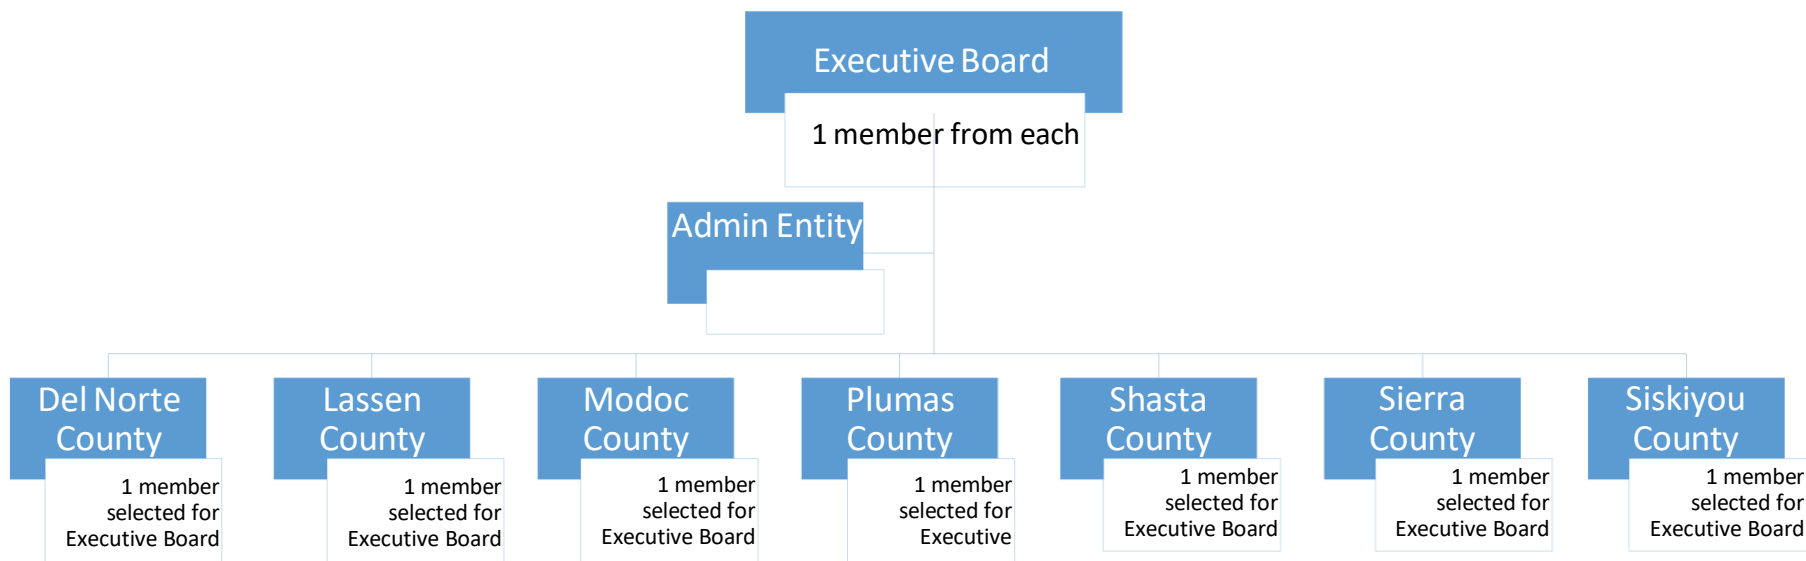 Executive Board
1 member from each
Admin Entity
Del Norte
County
1 member
selected for
Executive Board
Lassen
County
1 member
selected for
Executive Board
Modoc
County
1 member
selected for
Executive Board
Plumas
County
1 member
selected for
Executive
Shasta
County
1 member
selected for
Executive Board
Sierra
County
1 member
selected for
Executive Board
Siskiyou
County
1 member
selected for
Executive Board